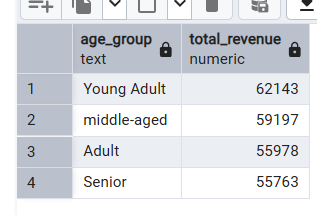 age_group total_revenue
text numeric
1 Young Adult 62143
2 middle-aged 59197
3 Adult 55978
4 Senior 55763